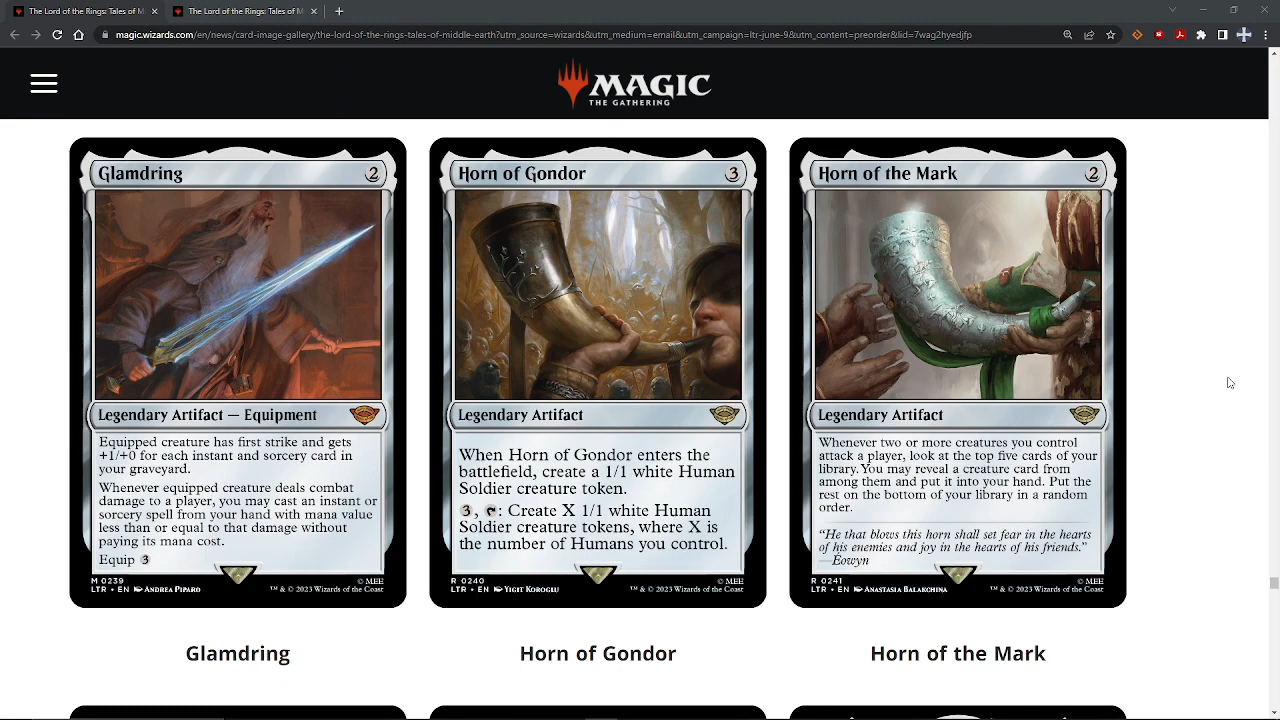 The Lord of the Rings: Tales of M
The Lord of the Rings: Tales of M
magic.wizards.com/en/news/card-image-gallery/the-lord-of-the-rings-tales-of-middle-earth?utm_source=wizards&utm_medium=email&utm_campaign=ltr-june-9&utm_content=preorder&lid=7wag2hyedjfp
MAGIC
THE GATHERING
Glamdring 2
Legendary Artifact — Equipment
Equipped creature has first strike and gets
+1/+0 for each instant and sorcery card in
your graveyard.
Whenever equipped creature deals combat
damage to a player, you may cast an instant or
sorcery spell from your hand with mana value
less than or equal to that damage without
paying its mana cost.
Equip 3
M 0239
LTR • EN Andrea Piparo
© MEE
™ & © 2023 Wizards of the Coast
Horn of Gondor 3
Legendary Artifact
When Horn of Gondor enters the
battlefield, create a 1/1 white Human
Soldier creature token.
3, : Create X 1/1 white Human
Soldier creature tokens, where X is
the number of Humans you control.
R 0240
LTR • EN Yigit Koroglu
© MEE
™ & © 2023 Wizards of the Coast
Horn of the Mark 2
Legendary Artifact
Whenever two or more creatures you control
attack a player, look at the top five cards of your
library. You may reveal a creature card from
among them and put it into your hand. Put the
rest on the bottom of your library in a random
order.
“He that blows this horn shall set fear in the hearts
of his enemies and joy in the hearts of his friends.”
—Éowyn
R 0241
LTR • EN Anastasia Balakchina
© MEE
™ & © 2023 Wizards of the Coast
Glamdring
Horn of Gondor
Horn of the Mark